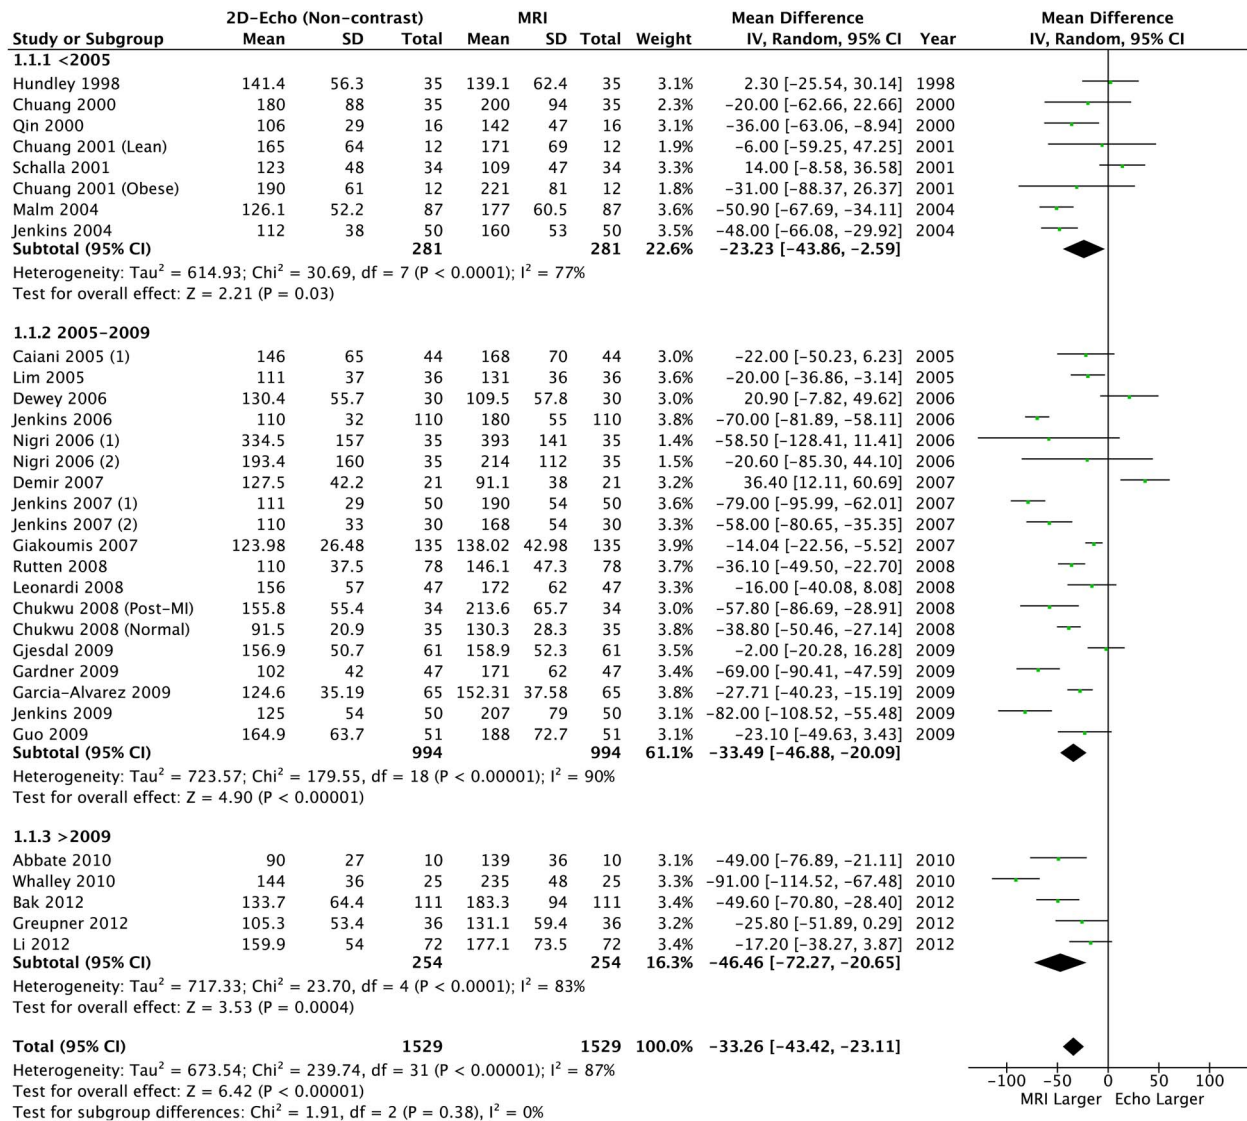 2D-Echo (Non-contrast) MRI Mean Difference Mean Difference
Study or Subgroup Mean SD Total Mean SD Total Weight IV, Random, 95% CI Year IV, Random, 95% CI
1.1.1 <2005
Hundley 1998 141.4 56.3 35 139.1 62.4 35 3.1% 2.30 [-25.54, 30.14] 1998
Chuang 2000 180 88 35 200 94 35 2.3% -20.00 [-62.66, 22.66] 2000
Qin 2000 106 29 16 142 47 16 3.1% -36.00 [-63.06, -8.94] 2000
Chuang 2001 (Lean) 165 64 12 171 69 12 1.9% -6.00 [-59.25, 47.25] 2001
Schalla 2001 123 48 34 109 47 34 3.3% 14.00 [-8.58, 36.58] 2001
Chuang 2001 (Obese) 190 61 12 221 81 12 1.8% -31.00 [-88.37, 26.37] 2001
Malm 2004 126.1 52.2 87 177 60.5 87 3.6% -50.90 [-67.69, -34.11] 2004
Jenkins 2004 112 38 50 160 53 50 3.5% -48.00 [-66.08, -29.92] 2004
Subtotal (95% CI) 281 281 22.6% -23.23 [-43.86, -2.59]
Heterogeneity: Tau² = 614.93; Chi² = 30.69, df = 7 (P < 0.0001); I² = 77%
Test for overall effect: Z = 2.21 (P = 0.03)
1.1.2 2005-2009
Caiani 2005 (1) 146 65 44 168 70 44 3.0% -22.00 [-50.23, 6.23] 2005
Lim 2005 111 37 36 131 36 36 3.6% -20.00 [-36.86, -3.14] 2005
Dewey 2006 130.4 55.7 30 109.5 57.8 30 3.0% 20.90 [-7.82, 49.62] 2006
Jenkins 2006 110 32 110 180 55 110 3.8% -70.00 [-81.89, -58.11] 2006
Nigri 2006 (1) 334.5 157 35 393 141 35 1.4% -58.50 [-128.41, 11.41] 2006
Nigri 2006 (2) 193.4 160 35 214 112 35 1.5% -20.60 [-85.30, 44.10] 2006
Demir 2007 127.5 42.2 21 91.1 38 21 3.2% 36.40 [12.11, 60.69] 2007
Jenkins 2007 (1) 111 29 50 190 54 50 3.6% -79.00 [-95.99, -62.01] 2007
Jenkins 2007 (2) 110 33 30 168 54 30 3.3% -58.00 [-80.65, -35.35] 2007
Giakoumis 2007 123.98 26.48 135 138.02 42.98 135 3.9% -14.04 [-22.56, -5.52] 2007
Rutten 2008 110 37.5 78 146.1 47.3 78 3.7% -36.10 [-49.50, -22.70] 2008
Leonardi 2008 156 57 47 172 62 47 3.3% -16.00 [-40.08, 8.08] 2008
Chukwu 2008 (Post-MI) 155.8 55.4 34 213.6 65.7 34 3.0% -57.80 [-86.69, -28.91] 2008
Chukwu 2008 (Normal) 91.5 20.9 35 130.3 28.3 35 3.8% -38.80 [-50.46, -27.14] 2008
Gjesdal 2009 156.9 50.7 61 158.9 52.3 61 3.5% -2.00 [-20.28, 16.28] 2009
Gardner 2009 102 42 47 171 62 47 3.4% -69.00 [-90.41, -47.59] 2009
Garcia-Alvarez 2009 124.6 35.19 65 152.31 37.58 65 3.8% -27.71 [-40.23, -15.19] 2009
Jenkins 2009 125 54 50 207 79 50 3.1% -82.00 [-108.52, -55.48] 2009
Guo 2009 164.9 63.7 51 188 72.7 51 3.1% -23.10 [-49.63, 3.43] 2009
Subtotal (95% CI) 994 994 61.1% -33.49 [-46.88, -20.09]
Heterogeneity: Tau² = 723.57; Chi² = 179.55, df = 18 (P < 0.00001); I² = 90%
Test for overall effect: Z = 4.90 (P < 0.00001)
1.1.3 >2009
Abbate 2010 90 27 10 139 36 10 3.1% -49.00 [-76.89, -21.11] 2010
Whalley 2010 144 36 25 235 48 25 3.3% -91.00 [-114.52, -67.48] 2010
Bak 2012 133.7 64.4 111 183.3 94 111 3.4% -49.60 [-70.80, -28.40] 2012
Greupner 2012 105.3 53.4 36 131.1 59.4 36 3.2% -25.80 [-51.89, 0.29] 2012
Li 2012 159.9 54 72 177.1 73.5 72 3.4% -17.20 [-38.27, 3.87] 2012
Subtotal (95% CI) 254 254 16.3% -46.46 [-72.27, -20.65]
Heterogeneity: Tau² = 717.33; Chi² = 23.70, df = 4 (P < 0.0001); I² = 83%
Test for overall effect: Z = 3.53 (P = 0.0004)
Total (95% CI) 1529 1529 100.0% -33.26 [-43.42, -23.11]
Heterogeneity: Tau² = 673.54; Chi² = 239.74, df = 31 (P < 0.00001); I² = 87%
Test for overall effect: Z = 6.42 (P < 0.00001)
Test for subgroup differences: Chi² = 1.91, df = 2 (P = 0.38), I² = 0%
-100 -50 0 50 100
MRI Larger Echo Larger